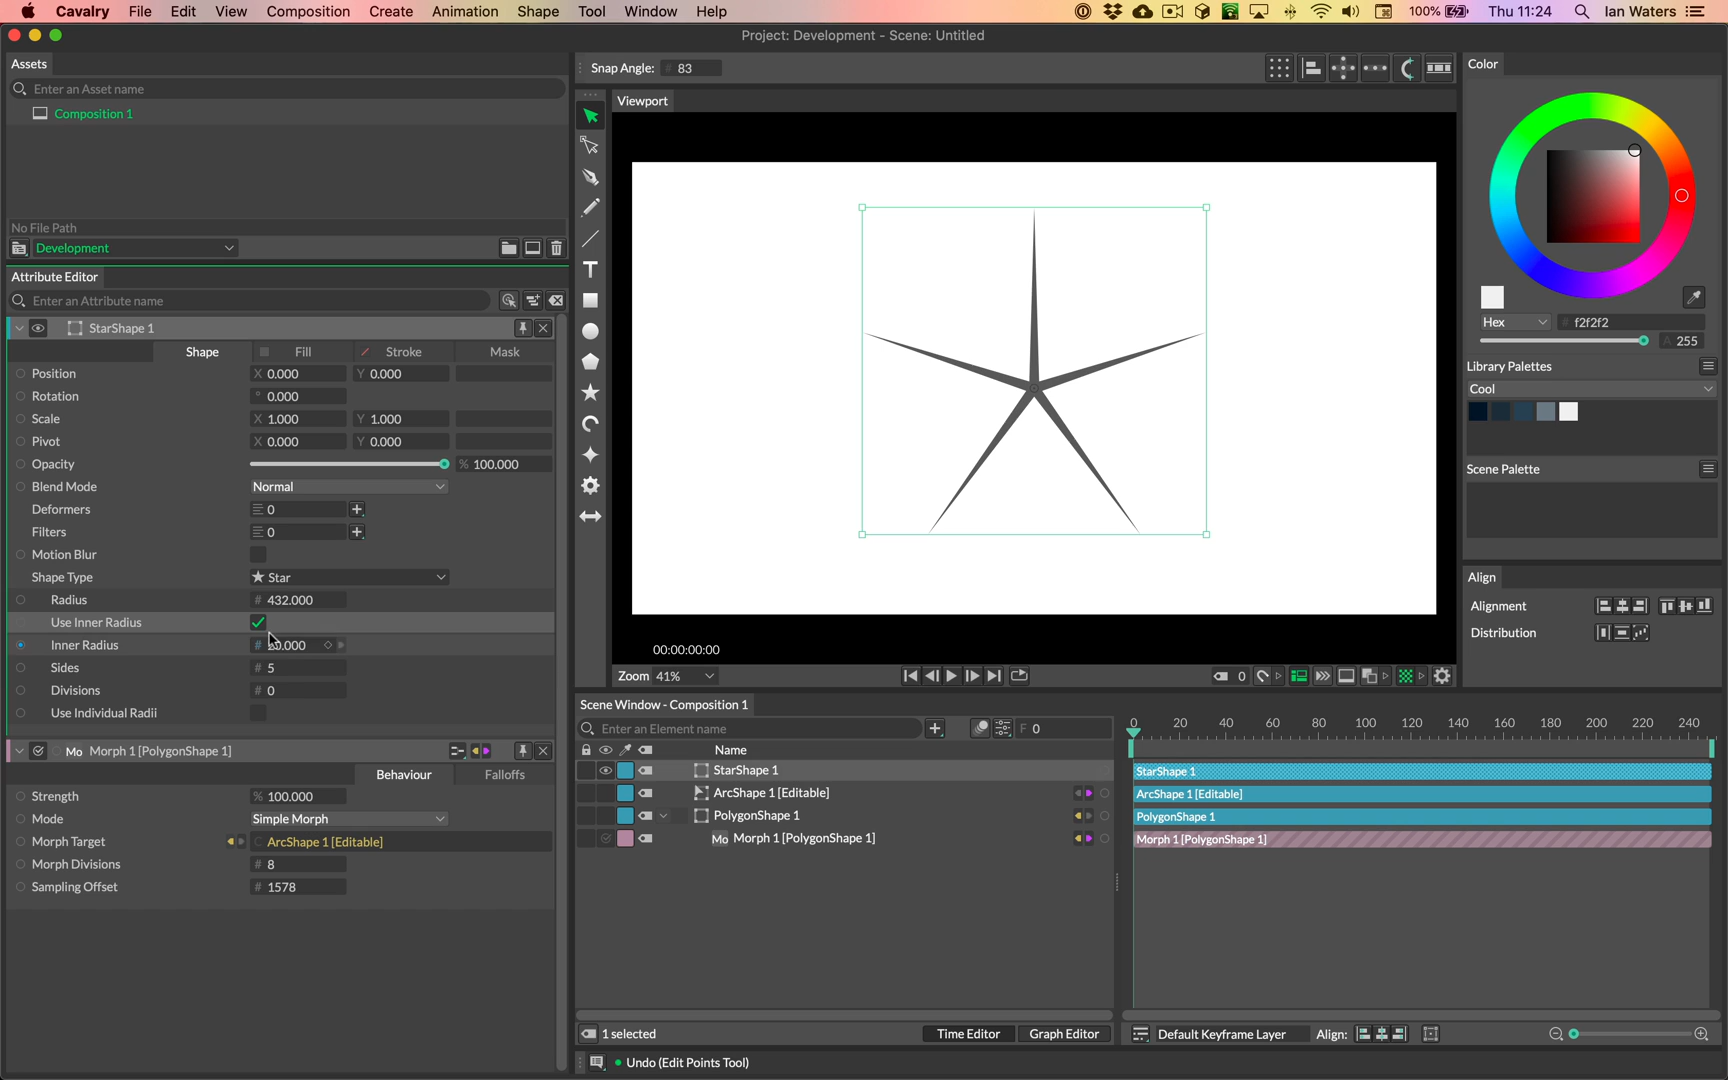 Cavalry File Edit View Composition Create Animation Shape Tool Window Help 100% Thu 11:24 Ian Waters
Project: Development - Scene: Untitled
Assets
Enter an Asset name
Composition 1
No File Path
Development
Attribute Editor
Enter an Attribute name
StarShape 1
Shape Fill Stroke Mask
Position X 0.000 Y 0.000
Rotation ° 0.000
Scale X 1.000 Y 1.000
Pivot X 0.000 Y 0.000
Opacity % 100.000
Blend Mode Normal
Deformers 0
Filters 0
Motion Blur
Shape Type Star
Radius # 432.000
Use Inner Radius
Inner Radius #
Sides # 5
Divisions # 0
Use Individual Radii
Mo Morph 1 [PolygonShape 1]
Behaviour Falloffs
Strength % 100.000
Mode Simple Morph
Morph Target ArcShape 1 [Editable]
Morph Divisions # 8
Sampling Offset # 1578
Snap Angle: # 83
Viewport
00:00:00:00
Zoom 41% 0
Scene Window - Composition 1
Enter an Element name F 0
Name
StarShape 1
ArcShape 1 [Editable]
PolygonShape 1
Mo Morph 1 [PolygonShape 1]
0 20 40 60 80 100 120 140 160 180 200 220 240
StarShape 1
ArcShape 1 [Editable]
PolygonShape 1
Morph 1 [PolygonShape 1]
1 selected Time Editor Graph Editor
Default Keyframe Layer Align:
Undo (Edit Points Tool)
Color
Hex # f2f2f2
A 255
Library Palettes
Cool
Scene Palette
Align
Alignment
Distribution